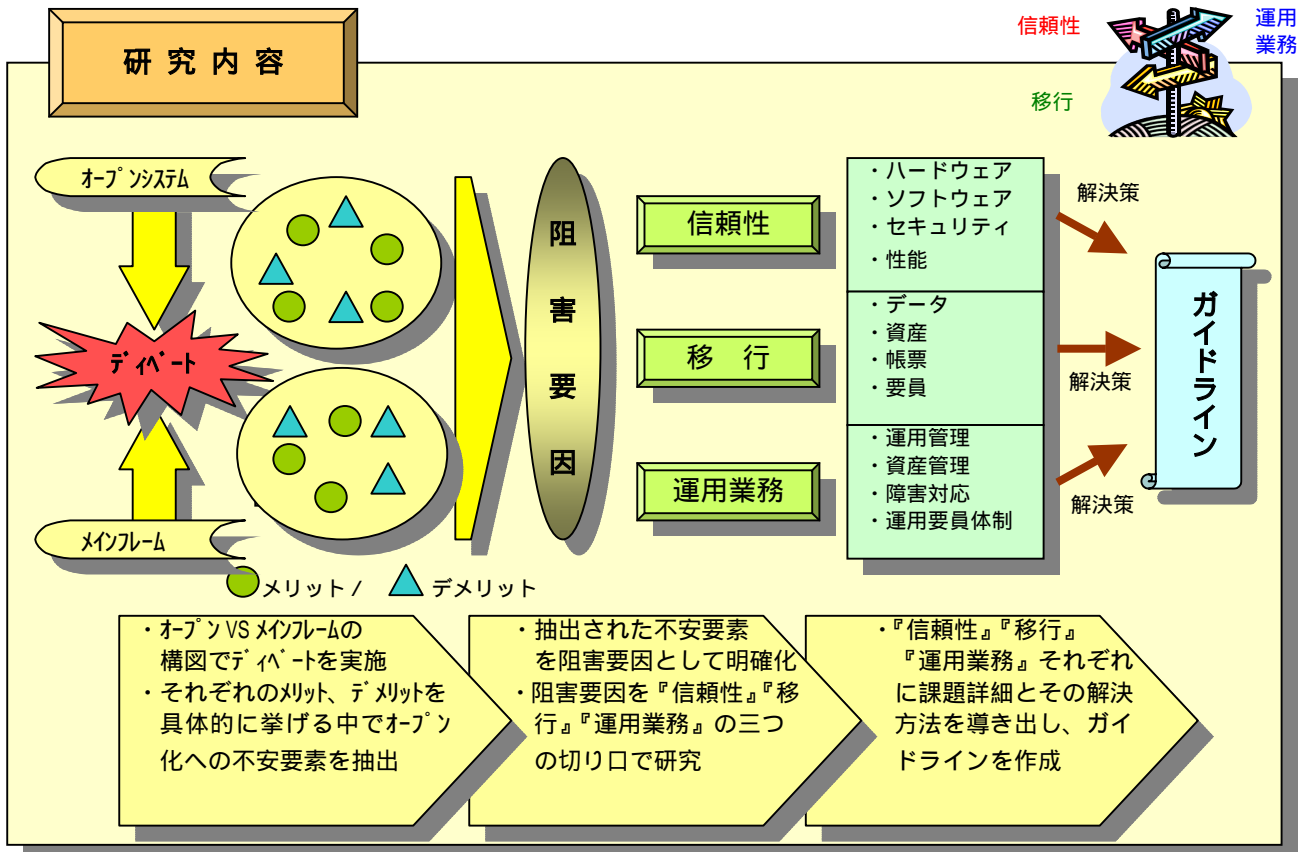 信頼性
運用
業務
移行
研究内容
オープンシステム
ディベート
メインフレーム
メリット /
デメリット
阻
害
要
因
信頼性
移 行
運用業務
・ハードウェア
・ソフトウェア
・セキュリティ
・性能
・データ
・資産
・帳票
・要員
・運用管理
・資産管理
・障害対応
・運用要員体制
解決策
解決策
解決策
ガイドライン
・オープン VS メインフレームの
構図でディベートを実施
・それぞれのメリット、デメリットを
具体的に挙げる中でオープン
化への不安要素を抽出
・抽出された不安要素
を阻害要因として明確化
・阻害要因を『信頼性』『移
行』『運用業務』の三つ
の切り口で研究
・『信頼性』『移行』
『運用業務』それぞれ
に課題詳細とその解決
方法を導き出し、ガイ
ドラインを作成